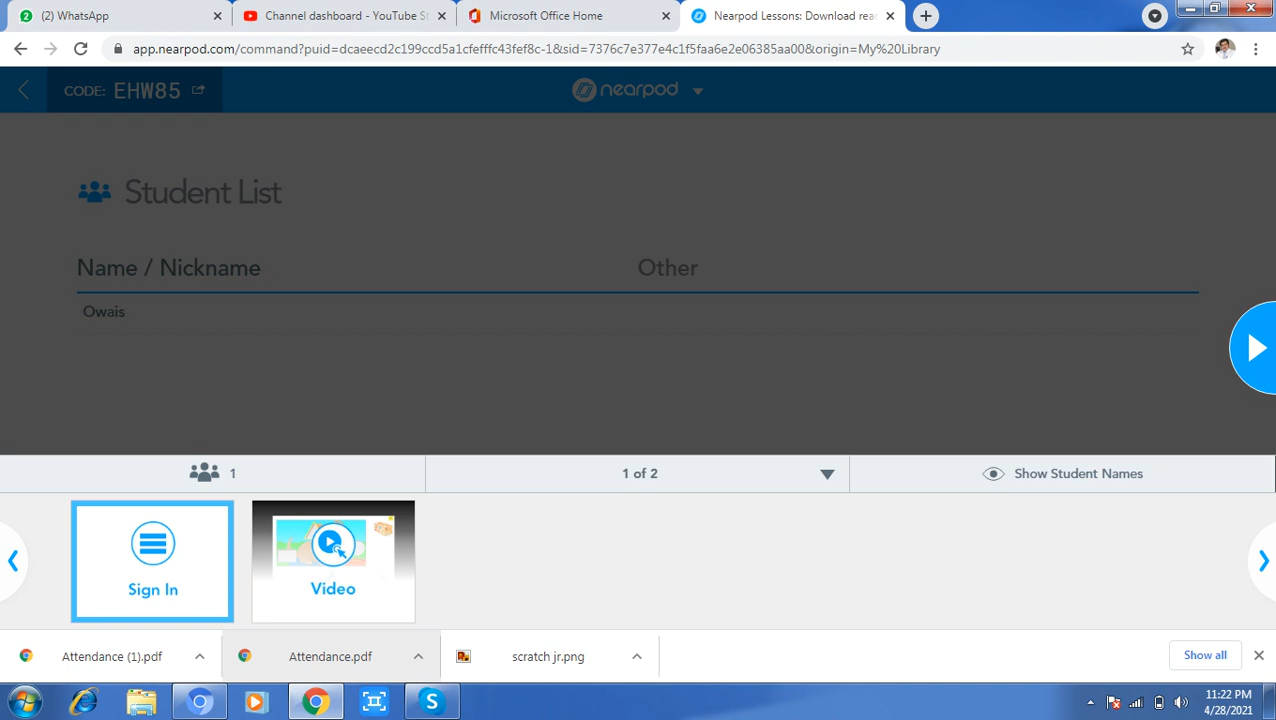 (2) WhatsApp
Channel dashboard - YouTube St
Microsoft Office Home
Nearpod Lessons: Download rea
app.nearpod.com/command?puid=dcaeecd2c199ccd5a1cfefffc43fef8c-1&sid=7376c7e377e4c1f5faa6e2e06385aa00&origin=My%20Library
CODE: EHW85
nearpod
Student List
Name / Nickname Other
Owais
1
1 of 2
Show Student Names
Sign In
Video
Attendance (1).pdf
Attendance.pdf
scratch jr.png
Show all
11:22 PM
4/28/2021